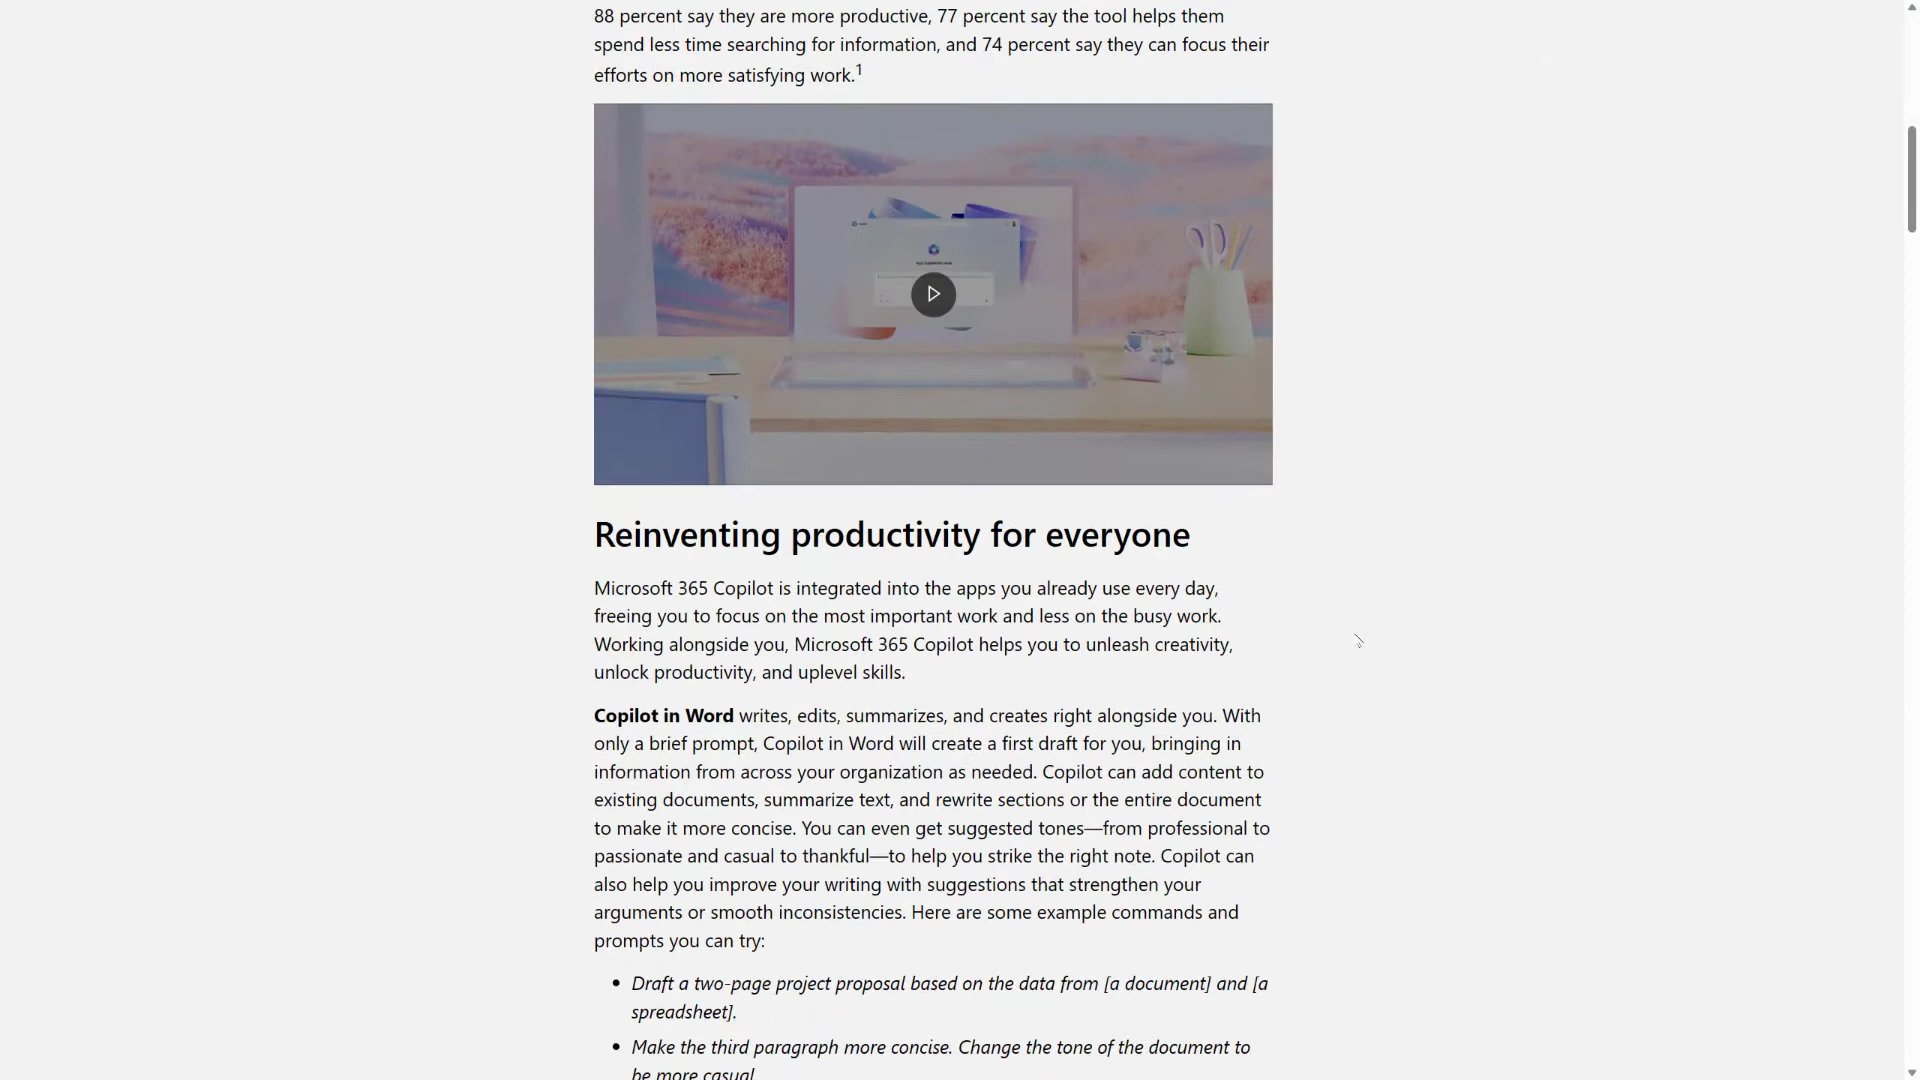 88 percent say they are more productive, 77 percent say the tool helps them
spend less time searching for information, and 74 percent say they can focus their
efforts on more satisfying work.1
Reinventing productivity for everyone
Microsoft 365 Copilot is integrated into the apps you already use every day,
freeing you to focus on the most important work and less on the busy work.
Working alongside you, Microsoft 365 Copilot helps you to unleash creativity,
unlock productivity, and uplevel skills.
Copilot in Word writes, edits, summarizes, and creates right alongside you. With
only a brief prompt, Copilot in Word will create a first draft for you, bringing in
information from across your organization as needed. Copilot can add content to
existing documents, summarize text, and rewrite sections or the entire document
to make it more concise. You can even get suggested tones—from professional to
passionate and casual to thankful—to help you strike the right note. Copilot can
also help you improve your writing with suggestions that strengthen your
arguments or smooth inconsistencies. Here are some example commands and
prompts you can try:
• Draft a two-page project proposal based on the data from [a document] and [a
spreadsheet].
• Make the third paragraph more concise. Change the tone of the document to
be more casual